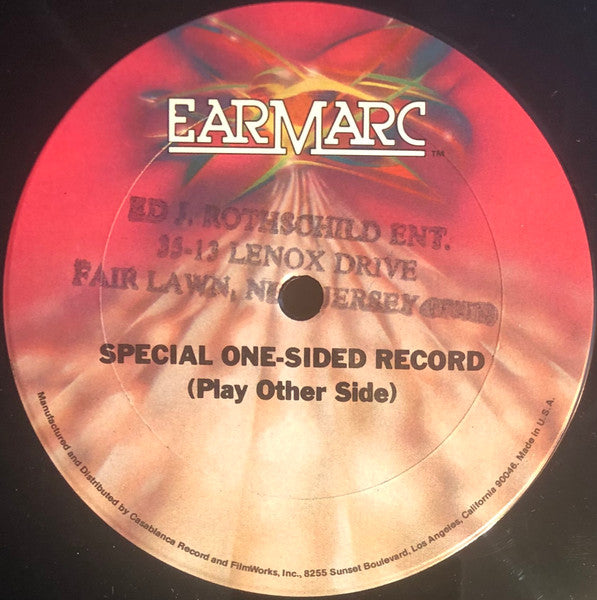 EARMARC
TM
ED J. ROTHSCHILD ENT.
35-13 LENOX DRIVE
FAIR LAWN, NEW JERSEY
SPECIAL ONE-SIDED RECORD
(Play Other Side)
Manufactured and Distributed by Casablanca Record and FilmWorks, Inc., 8255 Sunset Boulevard, Los Angeles, California 90046. Made in U.S.A.